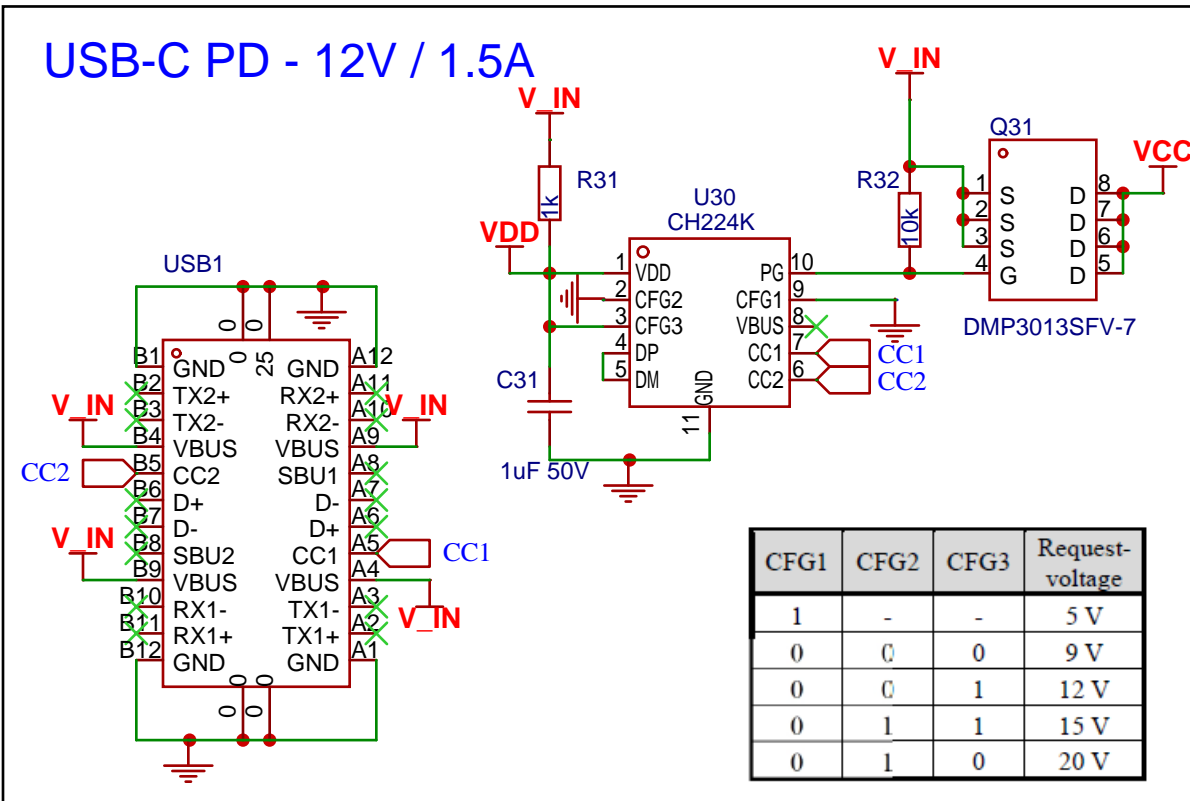 USB-C PD - 12V / 1.5A
V_IN
R31
1k
VDD
C31
1uF 50V
U30
CH224K
1 VDD PG 10
2 CFG2 CFG1 9
3 CFG3 VBUS 8
4 DP CC1 7
5 DM CC2 6
GND
11
CC1
CC2
V_IN
R32
10k
Q31
VCC
1 S D 8
2 S D 7
3 S D 6
4 G D 5
DMP3013SFV-7
USB1
0 0
0 25
B1 GND GND A12
B2 TX2+ RX2+ A11
B3 TX2- RX2- A10
V_IN V_IN
B4 VBUS VBUS A9
CC2 B5 CC2 SBU1 A8
B6 D+ D- A7
B7 D- D+ A6
V_IN
B8 SBU2 CC1 A5 CC1
B9 VBUS VBUS A4
B10 RX1- TX1- A3
V_IN
B11 RX1+ TX1+ A2
B12 GND GND A1
0 0
0 0
CFG1 CFG2 CFG3 Request-
voltage
1 - - 5 V
0 0 0 9 V
0 0 1 12 V
0 1 1 15 V
0 1 0 20 V